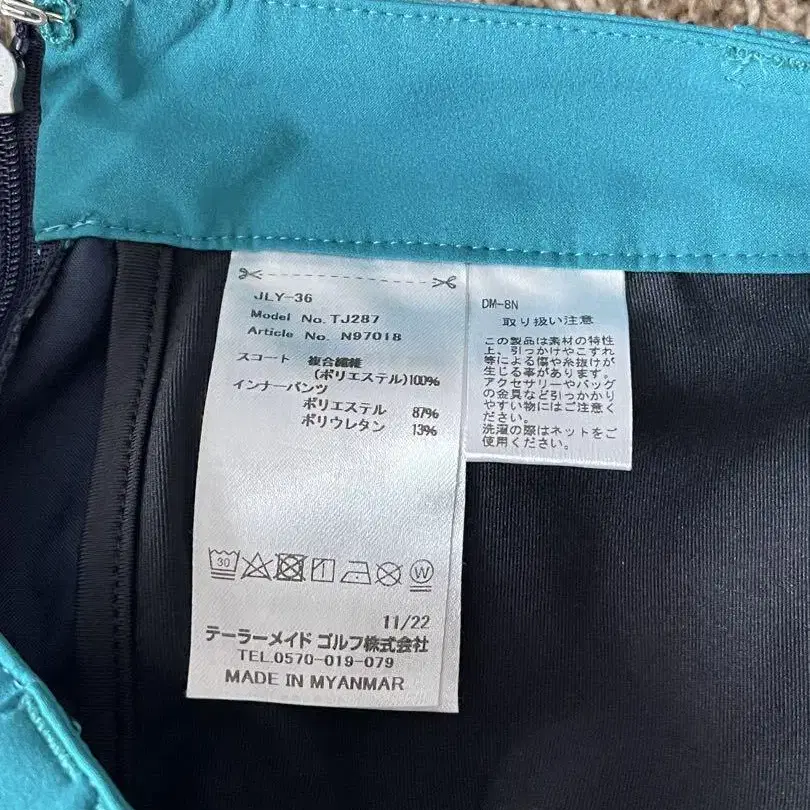 JLY-36
Model No. TJ287
Article No. N97018
スコート 複合繊維
(ポリエステル)100%
インナーパンツ
ポリエステル 87%
ポリウレタン 13%
30
W
11/22
テーラーメイド ゴルフ株式会社
TEL.0570-019-079
MADE IN MYANMAR
DM-8N
取り扱い注意
この製品は素材の特性
上、引っかけやこすれ
等による傷や糸抜けが
生じる事があります。
アクセサリーやバッグ
の金具など引っかかり
やすい物にはご注意く
ださい。
洗濯の際はネットをご
使用ください。